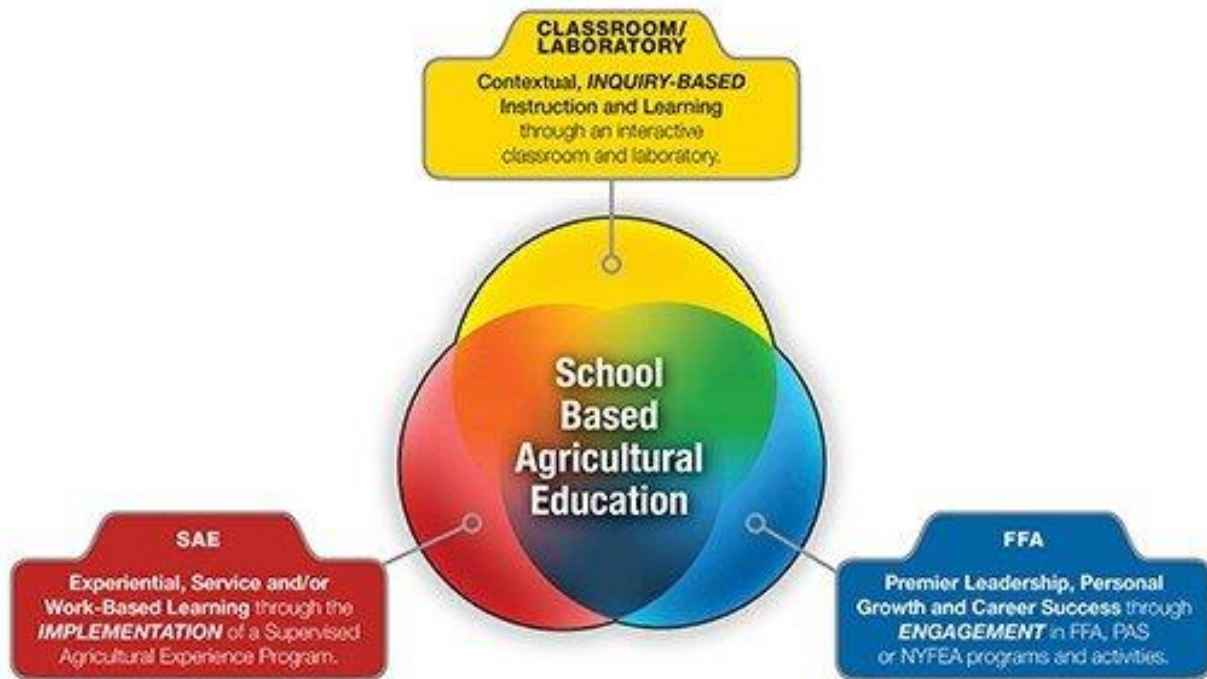 CLASSROOM/
LABORATORY
Contextual, INQUIRY-BASED
Instruction and Learning
through an interactive
classroom and laboratory.
School
Based
Agricultural
Education
SAE
Experiential, Service and/or
Work-Based Learning through the
IMPLEMENTATION of a Supervised
Agricultural Experience Program.
FFA
Premier Leadership, Personal
Growth and Career Success through
ENGAGEMENT in FFA, PAS
or NYFEA programs and activities.